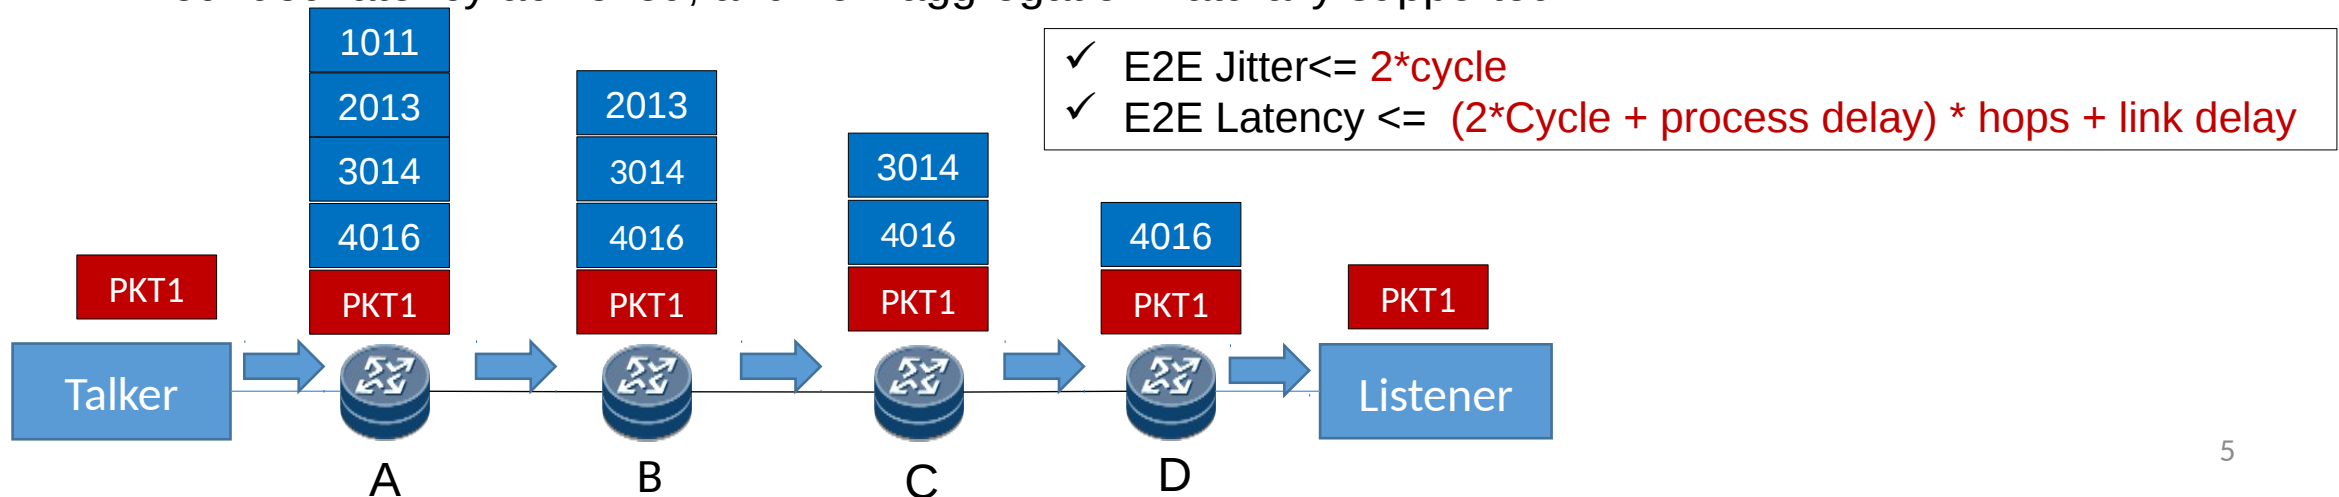 1011
2013
3014
4016
PKT1
2013
3014
4016
PKT1
3014
4016
PKT1
4016
PKT1
✓ E2E Jitter<= 2*cycle
✓ E2E Latency <= (2*Cycle + process delay) * hops + link delay
PKT1
PKT1
Talker
Listener
A
B
C
D
5